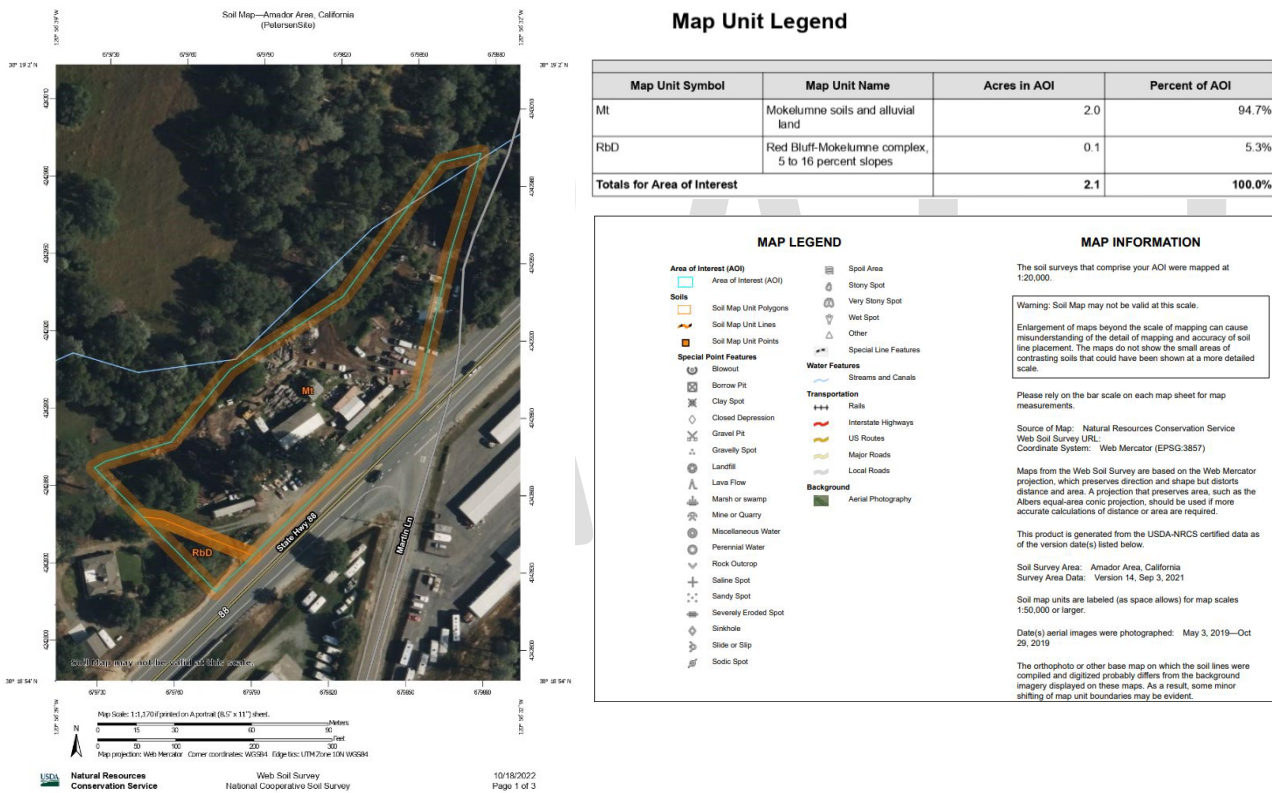 Soil Map—Amador Area, California
(PetersenSite)
38° 19' 2" N
38° 19' 2" N
Mt
RbD
State Hwy 88
88
Martin Ln
Soil Map may not be valid at this scale.
38° 18' 54" N
38° 18' 54" N
Map Scale: 1:1,170 if printed on A portrait (8.5" x 11") sheet.
Meters
0 15 30 60 90
Feet
0 50 100 200 300
Map projection: Web Mercator Corner coordinates: WGS84 Edge tics: UTM Zone 10N WGS84
N
USDA
Natural Resources
Conservation Service
Web Soil Survey
National Cooperative Soil Survey
10/18/2022
Page 1 of 3
Map Unit Legend
Map Unit Symbol Map Unit Name Acres in AOI Percent of AOI
Mt Mokelumne soils and alluvial 2.0 94.7%
land
RbD Red Bluff-Mokelumne complex, 0.1 5.3%
5 to 16 percent slopes
Totals for Area of Interest 2.1 100.0%
MAP LEGEND
Area of Interest (AOI)
Area of Interest (AOI)
Soils
Soil Map Unit Polygons
Soil Map Unit Lines
Soil Map Unit Points
Special Point Features
Blowout
Borrow Pit
Clay Spot
Closed Depression
Gravel Pit
Gravelly Spot
Landfill
Lava Flow
Marsh or swamp
Mine or Quarry
Miscellaneous Water
Perennial Water
Rock Outcrop
Saline Spot
Sandy Spot
Severely Eroded Spot
Sinkhole
Slide or Slip
Sodic Spot
Spoil Area
Stony Spot
Very Stony Spot
Wet Spot
Other
Special Line Features
Water Features
Streams and Canals
Transportation
Rails
Interstate Highways
US Routes
Major Roads
Local Roads
Background
Aerial Photography
MAP INFORMATION
The soil surveys that comprise your AOI were mapped at
1:20,000.
Warning: Soil Map may not be valid at this scale.
Enlargement of maps beyond the scale of mapping can cause
misunderstanding of the detail of mapping and accuracy of soil
line placement. The maps do not show the small areas of
contrasting soils that could have been shown at a more detailed
scale.
Please rely on the bar scale on each map sheet for map
measurements.
Source of Map: Natural Resources Conservation Service
Web Soil Survey URL:
Coordinate System: Web Mercator (EPSG:3857)
Maps from the Web Soil Survey are based on the Web Mercator
projection, which preserves direction and shape but distorts
distance and area. A projection that preserves area, such as the
Albers equal-area conic projection, should be used if more
accurate calculations of distance or area are required.
This product is generated from the USDA-NRCS certified data as
of the version date(s) listed below.
Soil Survey Area: Amador Area, California
Survey Area Data: Version 14, Sep 3, 2021
Soil map units are labeled (as space allows) for map scales
1:50,000 or larger.
Date(s) aerial images were photographed: May 3, 2019—Oct
29, 2019
The orthophoto or other base map on which the soil lines were
compiled and digitized probably differs from the background
imagery displayed on these maps. As a result, some minor
shifting of map unit boundaries may be evident.